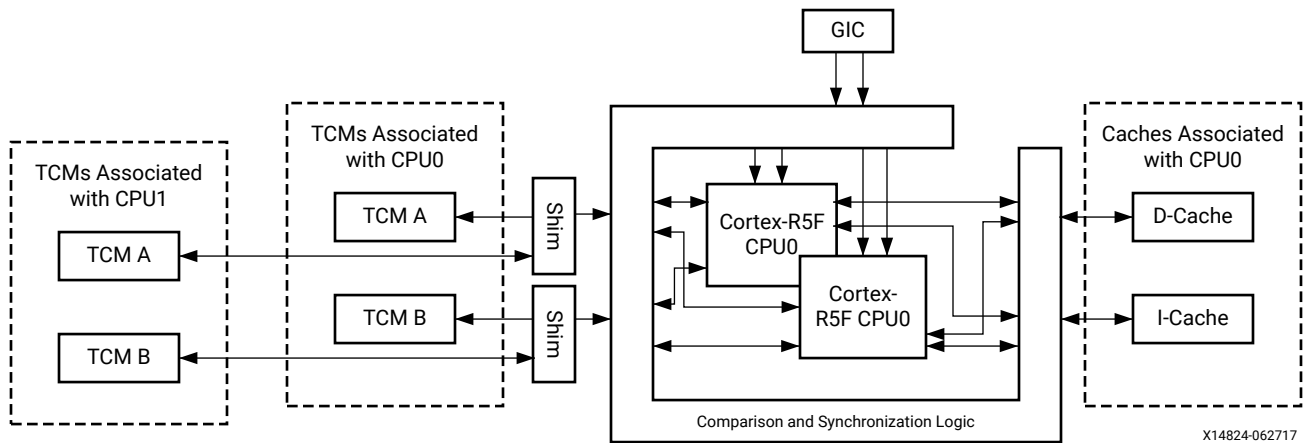 GIC
TCMs Associated
with CPU1
TCM A
TCM B
TCMs Associated
with CPU0
TCM A
TCM B
Shim
Shim
Cortex-R5F
CPU0
Cortex-
R5F CPU0
Comparison and Synchronization Logic
Caches Associated
with CPU0
D-Cache
I-Cache
X14824-062717